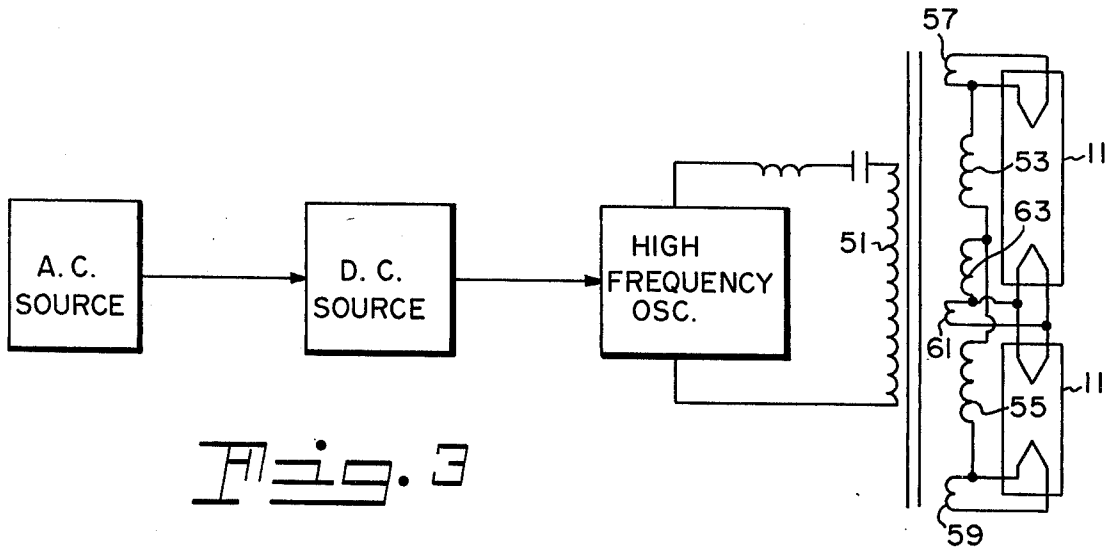 57
53
11
63
51
A. C.
SOURCE
D. C.
SOURCE
HIGH
FREQUENCY
OSC.
61
11
55
59
Fig. 3